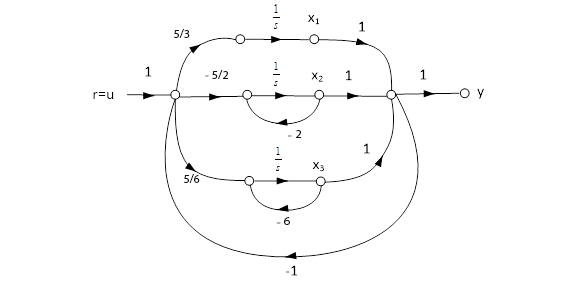 5/3
1/s
x₁
1
1
r=u
- 5/2
1/s
x₂
1
1
y
- 2
5/6
1/s
x₃
1
- 6
-1